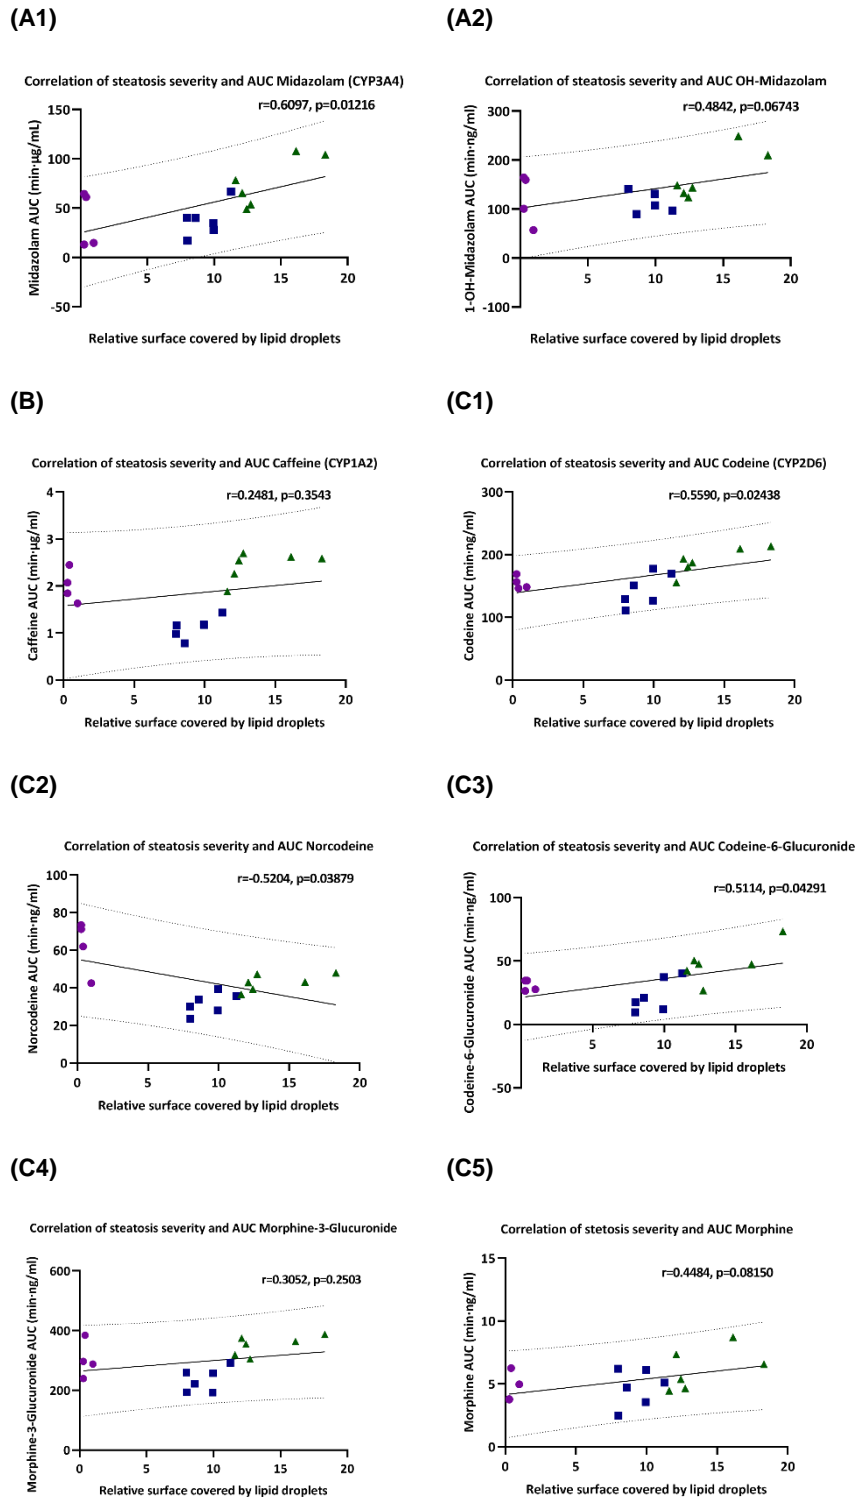 (A1)
(A2)
Correlation of steatosis severity and AUC Midazolam (CYP3A4)
r=0.6097, p=0.01216
Midazolam AUC (min·µg/mL)
150
100
50
0
-50
5
10
15
20
Relative surface covered by lipid droplets
Correlation of steatosis severity and AUC OH-Midazolam
r=0.4842, p=0.06743
1-OH-Midazolam AUC (min·ng/ml)
300
200
100
0
-100
5
10
15
20
Relative surface covered by lipid droplets
(B)
(C1)
Correlation of steatosis severity and AUC Caffeine (CYP1A2)
r=0.2481, p=0.3543
Caffeine AUC (min·µg/ml)
4
3
2
1
0
0
5
10
15
20
Relative surface covered by lipid droplets
Correlation of steatosis severity and AUC Codeine (CYP2D6)
r=0.5590, p=0.02438
Codeine AUC (min·ng/ml)
300
200
100
0
0
5
10
15
20
Relative surface covered by lipid droplets
(C2)
(C3)
Correlation of steatosis severity and AUC Norcodeine
r=-0.5204, p=0.03879
Norcodeine AUC (min·ng/ml)
100
80
60
40
20
0
0
5
10
15
20
Relative surface covered by lipid droplets
Correlation of steatosis severity and AUC Codeine-6-Glucuronide
r=0.5114, p=0.04291
Codeine-6-Glucuronide AUC (min·ng/ml)
100
50
0
-50
5
10
15
20
Relative surface covered by lipid droplets
(C4)
(C5)
Correlation of steatosis severity and AUC Morphine-3-Glucuronide
r=0.3052, p=0.2503
Morphine-3-Glucuronide AUC (min·ng/ml)
600
400
200
0
0
5
10
15
20
Relative surface covered by lipid droplets
Correlation of stetosis severity and AUC Morphine
r=0.4484, p=0.08150
Morphine AUC (min·ng/ml)
15
10
5
0
0
5
10
15
20
Relative surface covered by lipid droplets